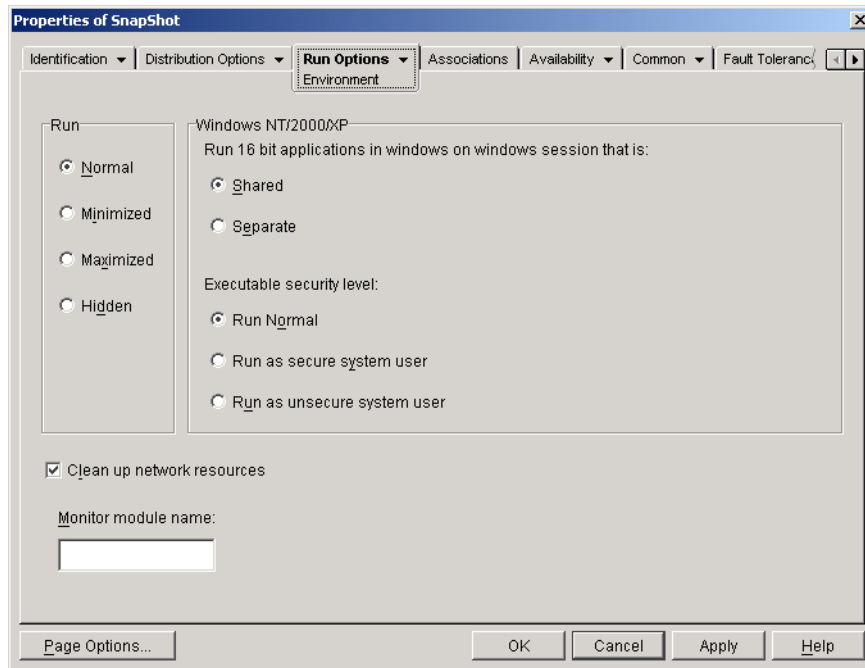 Properties of SnapShot
Identification
Distribution Options
Run Options
Environment
Associations
Availability
Common
Fault Toleranc
Run
Normal
Minimized
Maximized
Hidden
Windows NT/2000/XP
Run 16 bit applications in windows on windows session that is:
Shared
Separate
Executable security level:
Run Normal
Run as secure system user
Run as unsecure system user
Clean up network resources
Monitor module name:
Page Options...
OK
Cancel
Apply
Help